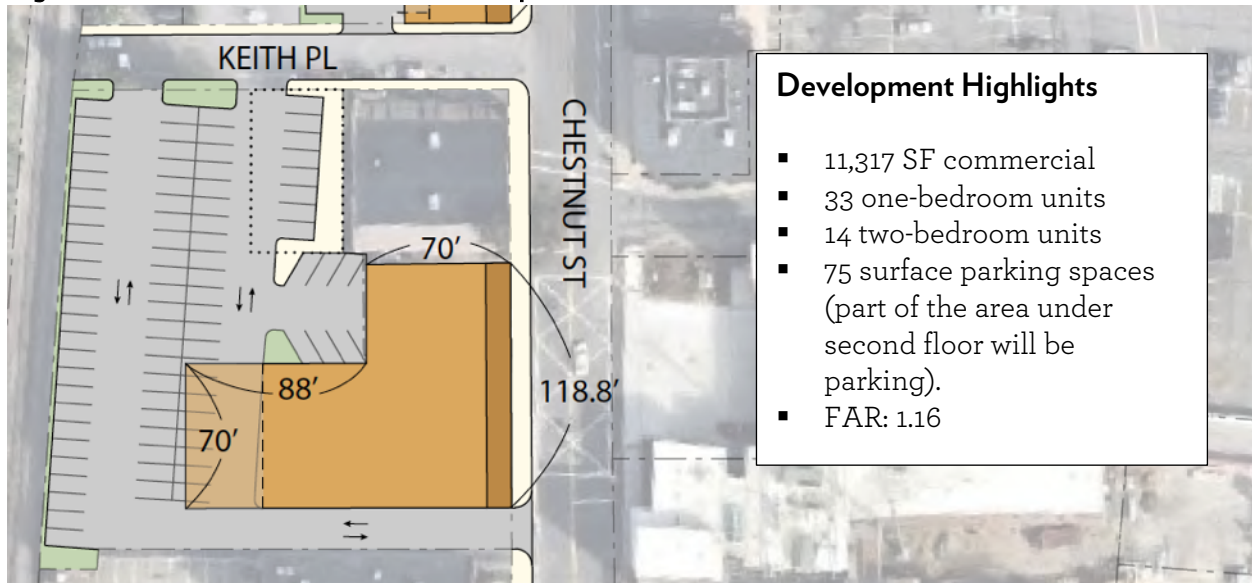 KEITH PL
CHESTNUT ST
70'
88'
118.8'
70'
Development Highlights
▪ 11,317 SF commercial
▪ 33 one-bedroom units
▪ 14 two-bedroom units
▪ 75 surface parking spaces
(part of the area under
second floor will be
parking).
▪ FAR: 1.16